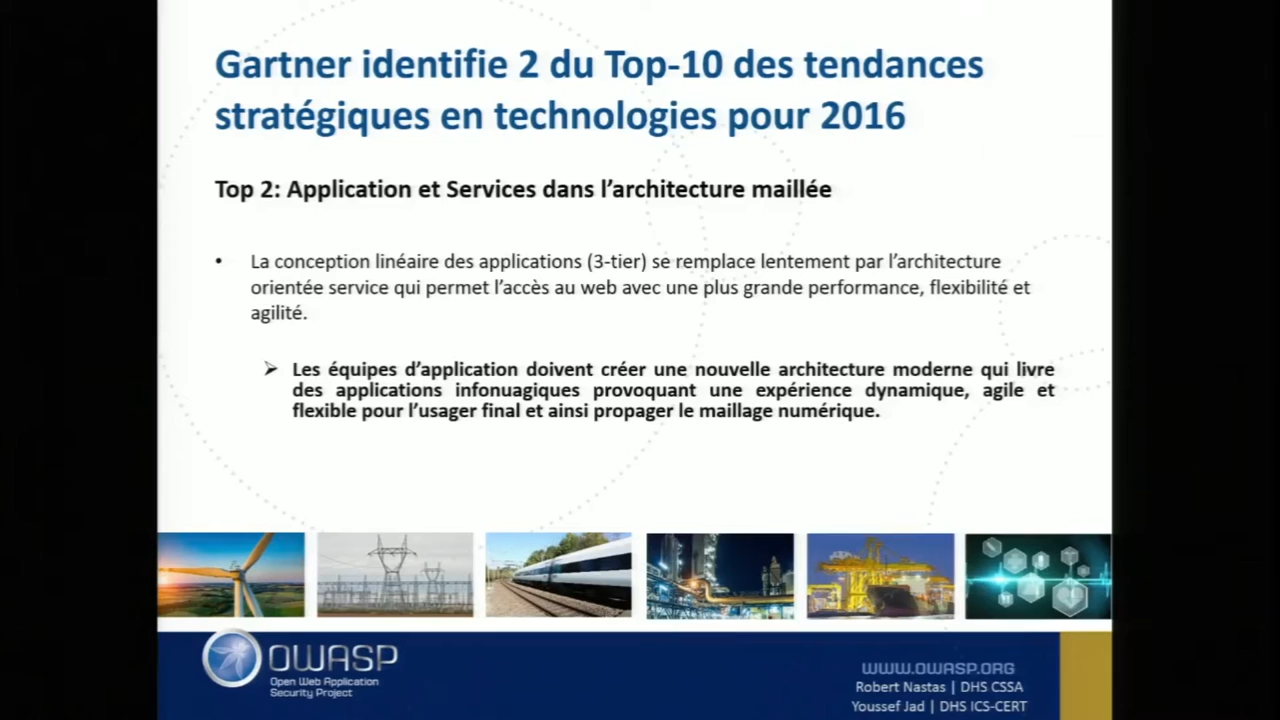 Gartner identifie 2 du Top-10 des tendances
stratégiques en technologies pour 2016
Top 2: Application et Services dans l’architecture maillée
• La conception linéaire des applications (3-tier) se remplace lentement par l’architecture
orientée service qui permet l’accès au web avec une plus grande performance, flexibilité et
agilité.
➢ Les équipes d’application doivent créer une nouvelle architecture moderne qui livre
des applications infonuagiques provoquant une expérience dynamique, agile et
flexible pour l’usager final et ainsi propager le maillage numérique.
OWASP
Open Web Application
Security Project
WWW.OWASP.ORG
Robert Nastas | DHS CSSA
Youssef Jad | DHS ICS-CERT